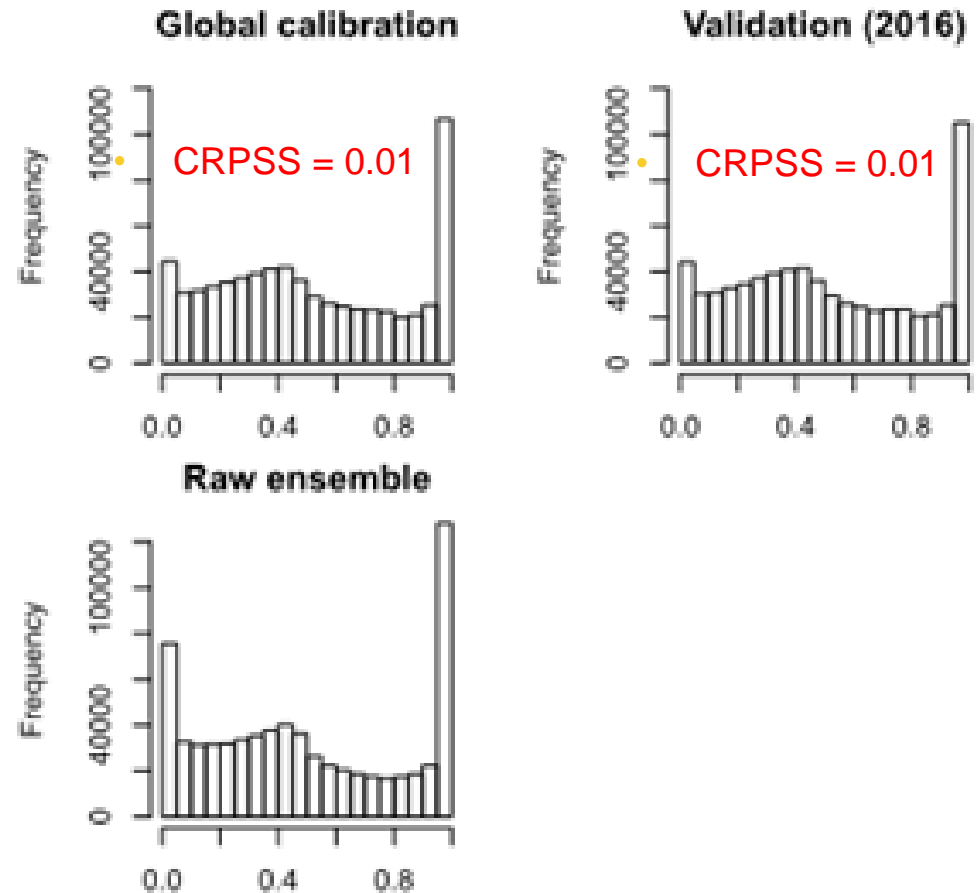 Global calibration
Frequency
0 40000 100000
CRPSS = 0.01
0.0 0.4 0.8
Validation (2016)
Frequency
0 40000 100000
CRPSS = 0.01
0.0 0.4 0.8
Raw ensemble
Frequency
0 40000 100000
0.0 0.4 0.8